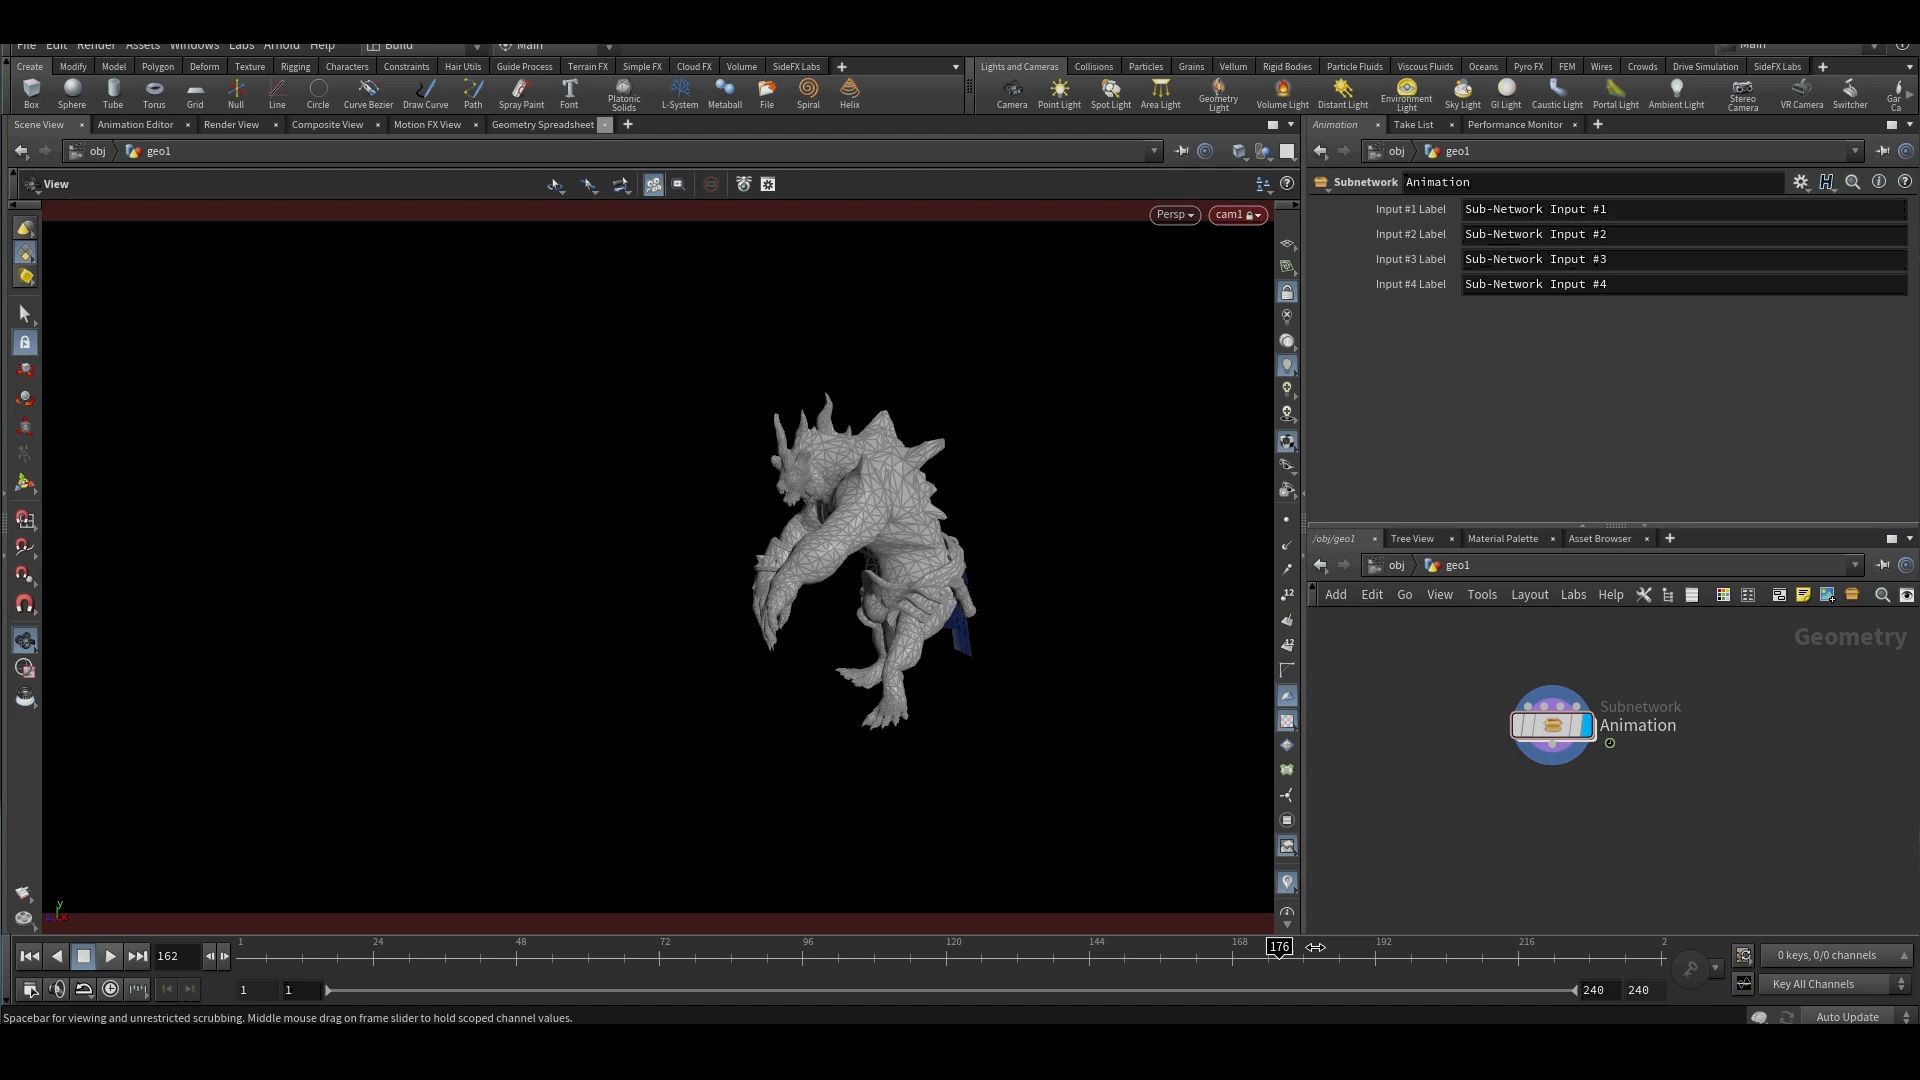 File Edit Render Assets Windows Labs Arnold Help Build Main Main
Create Modify Model Polygon Deform Texture Rigging Characters Constraints Hair Utils Guide Process Terrain FX Simple FX Cloud FX Volume SideFX Labs
Lights and Cameras Collisions Particles Grains Vellum Rigid Bodies Particle Fluids Viscous Fluids Oceans Pyro FX FEM Wires Crowds Drive Simulation SideFX Labs
Box Sphere Tube Torus Grid Null Line Circle Curve Bezier Draw Curve Path Spray Paint Font Platonic Solids L-System Metaball File Spiral Helix
Camera Point Light Spot Light Area Light Geometry Light Volume Light Distant Light Environment Light Sky Light GI Light Caustic Light Portal Light Ambient Light Stereo Camera VR Camera Switcher Gar Ca
Scene View Animation Editor Render View Composite View Motion FX View Geometry Spreadsheet
Animation Take List Performance Monitor
obj geo1
obj geo1
View
Subnetwork Animation
Persp cam1
Input #1 Label Sub-Network Input #1
Input #2 Label Sub-Network Input #2
Input #3 Label Sub-Network Input #3
Input #4 Label Sub-Network Input #4
/obj/geo1 Tree View Material Palette Asset Browser
obj geo1
Add Edit Go View Tools Layout Labs Help
12
12
Geometry
Subnetwork
Animation
y
x
1 24 48 72 96 120 144 168 176 192 216 2
162
0 keys, 0/0 channels
1 1 240 240
Key All Channels
Spacebar for viewing and unrestricted scrubbing. Middle mouse drag on frame slider to hold scoped channel values.
Auto Update